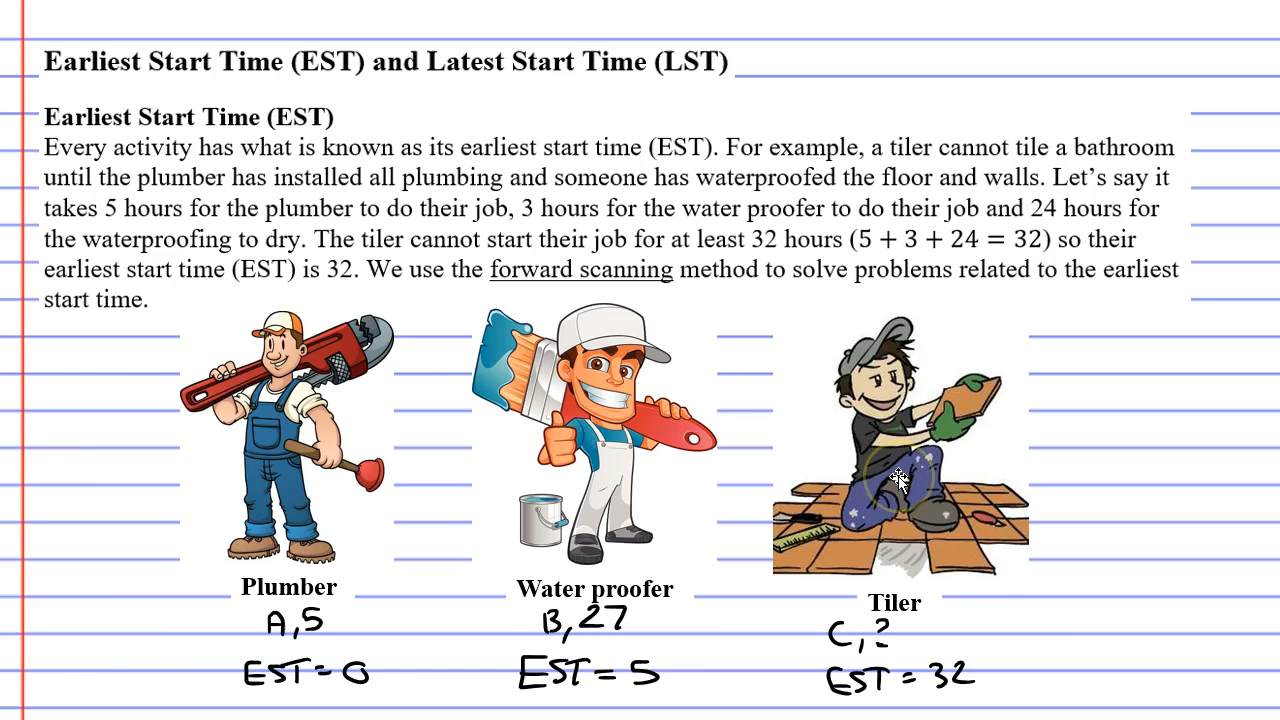 Earliest Start Time (EST) and Latest Start Time (LST)
Earliest Start Time (EST)
Every activity has what is known as its earliest start time (EST). For example, a tiler cannot tile a bathroom
until the plumber has installed all plumbing and someone has waterproofed the floor and walls. Let’s say it
takes 5 hours for the plumber to do their job, 3 hours for the water proofer to do their job and 24 hours for
the waterproofing to dry. The tiler cannot start their job for at least 32 hours (5 + 3 + 24 = 32) so their
earliest start time (EST) is 32. We use the forward scanning method to solve problems related to the earliest
start time.
Plumber
A,5
EST = 0
Water proofer
B,27
EST = 5
Tiler
C,?
EST = 32